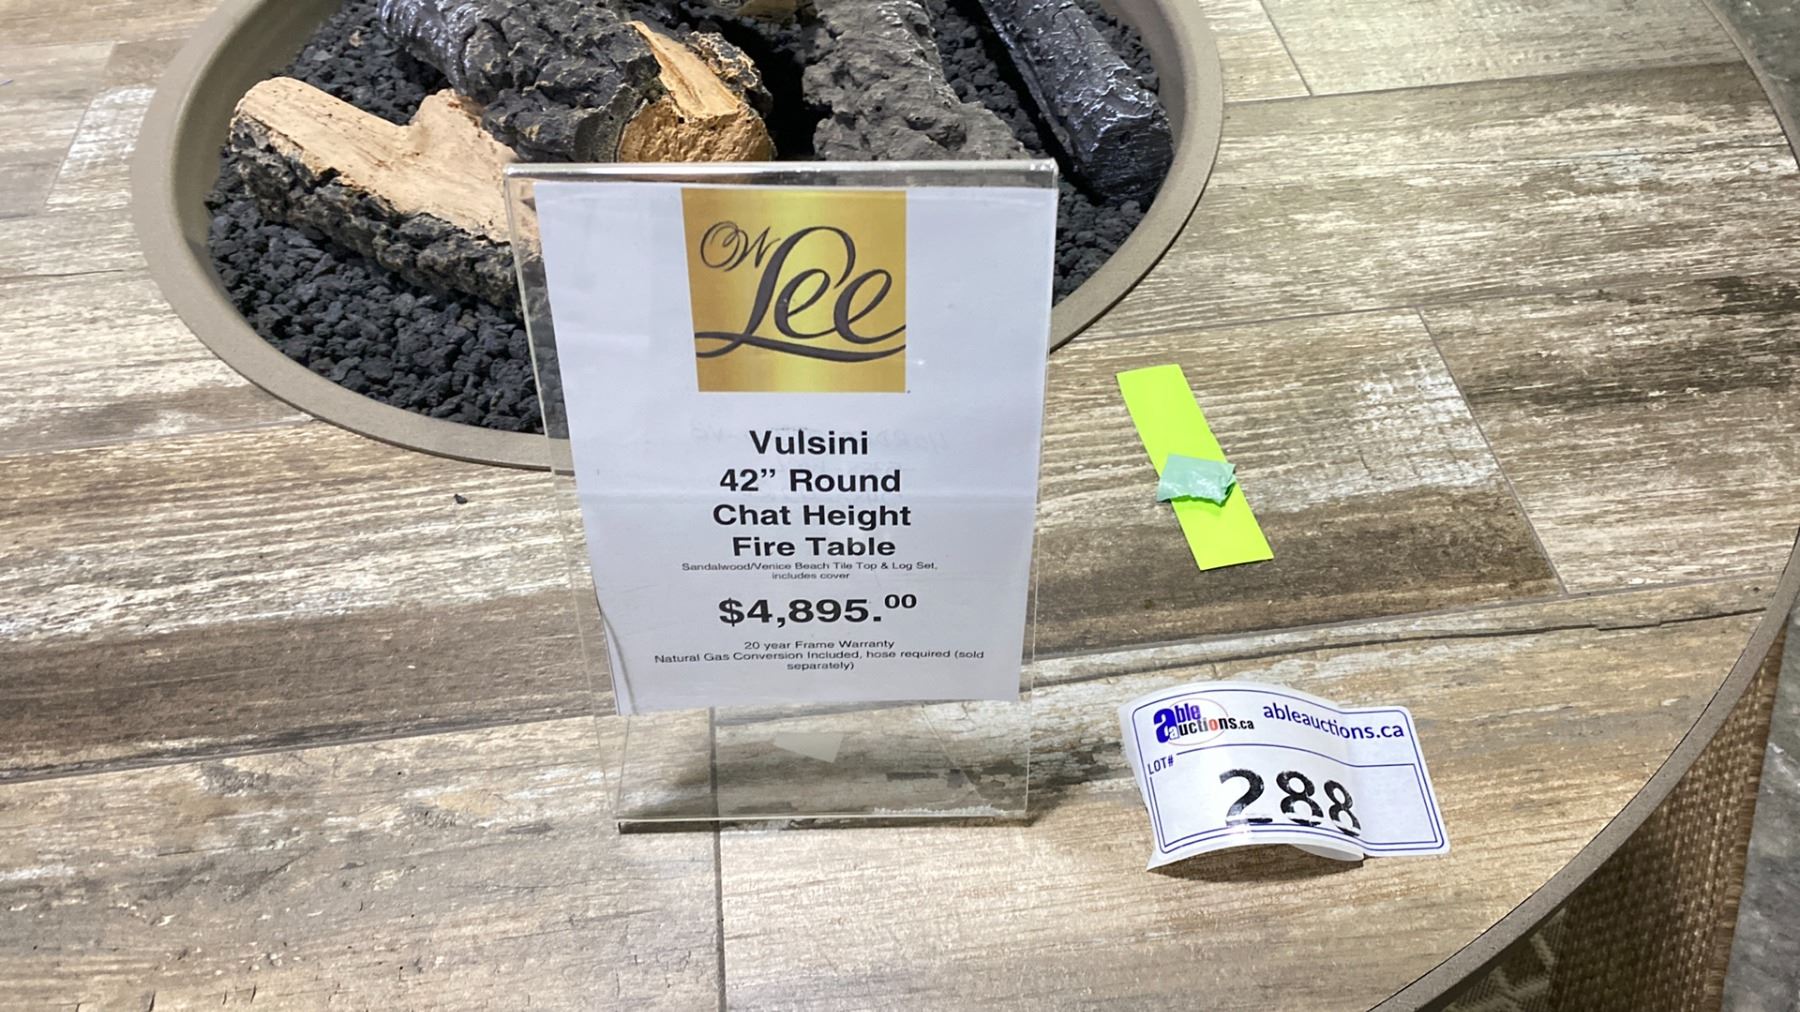 OW Lee
Vulsini
42” Round
Chat Height
Fire Table
Sandalwood/Venice Beach Tile Top & Log Set,
includes cover
$4,895.00
20 year Frame Warranty
Natural Gas Conversion Included, hose required (sold
separately)
able auctions.ca
ableauctions.ca
LOT#
288